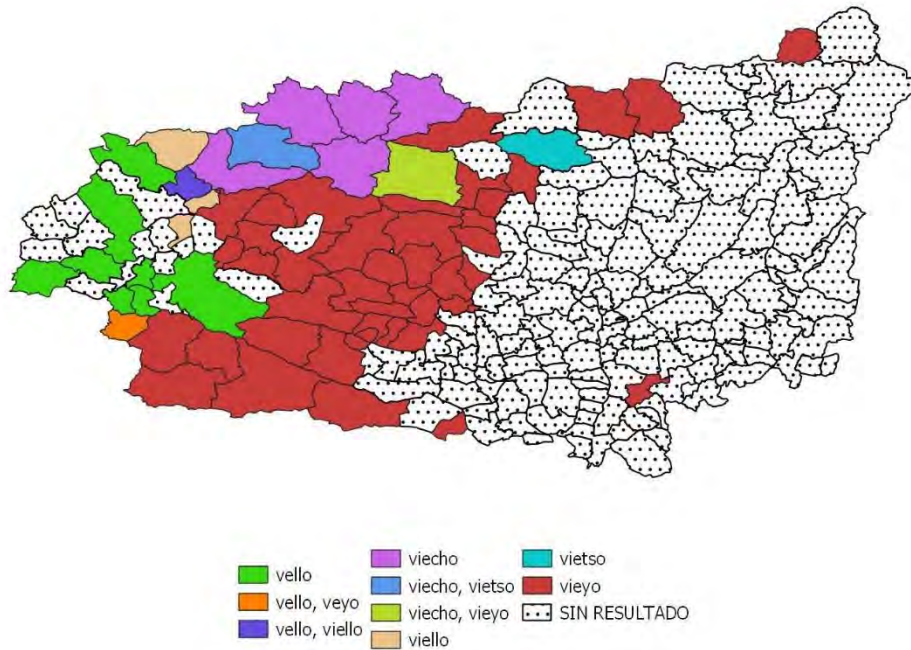 vello
vello, veyo
vello, viello
viecho
viecho, vietso
viecho, vieyo
viello
vietso
vieyo
SIN RESULTADO